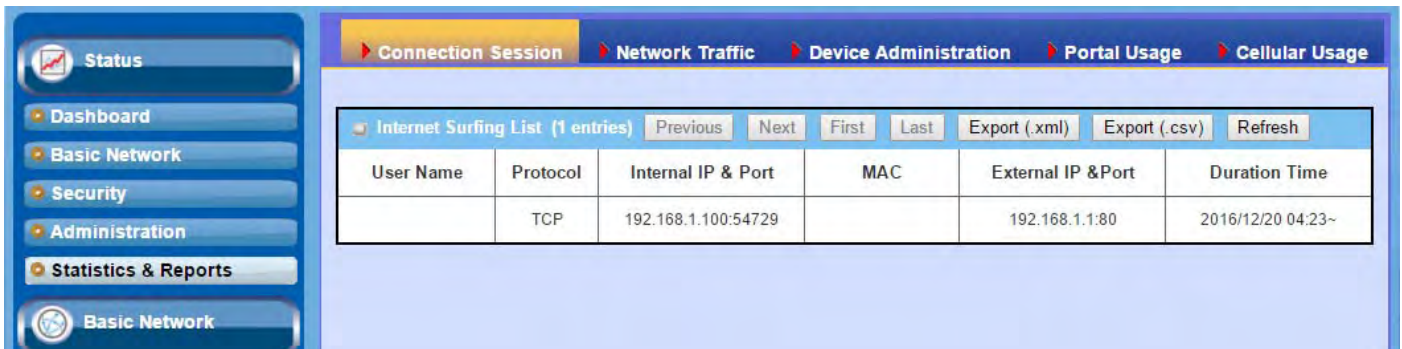 Status
Dashboard
Basic Network
Security
Administration
Statistics & Reports
Basic Network
Connection Session Network Traffic Device Administration Portal Usage Cellular Usage
Internet Surfing List (1 entries) Previous Next First Last Export (.xml) Export (.csv) Refresh
User Name Protocol Internal IP & Port MAC External IP &Port Duration Time
TCP 192.168.1.100:54729 192.168.1.1:80 2016/12/20 04:23~